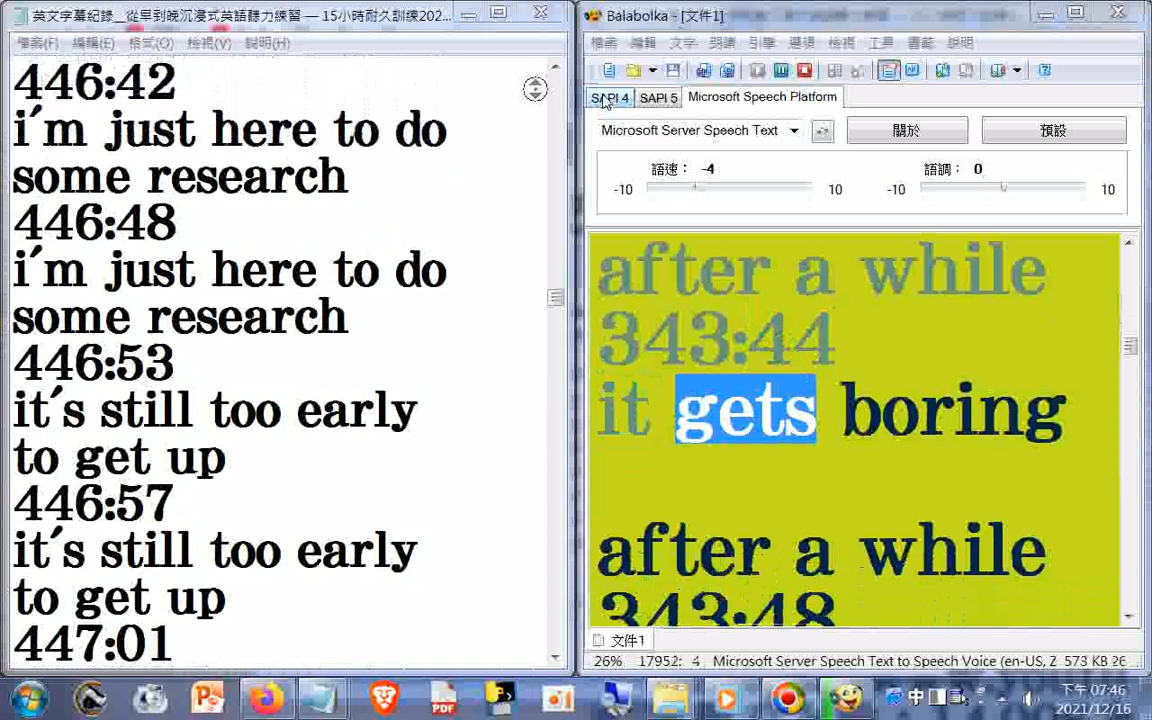 英文字幕紀錄__從早到晚沉浸式英語聽力練習 — 15小時耐久訓練202...
檔案(F) 編輯(E) 格式(O) 檢視(V) 說明(H)
446:42
i´m just here to do
some research
446:48
i´m just here to do
some research
446:53
it´s still too early
to get up
446:57
it´s still too early
to get up
447:01
Balabolka - [文件1]
檔案 編輯 文字 朗讀 引擎 選項 檢視 工具 書籤 說明
SAPI 4 SAPI 5 Microsoft Speech Platform
Microsoft Server Speech Text 關於 預設
語速: -4 語調: 0
-10 10 -10 10
after a while
343:44
it gets boring
after a while
343:48
文件1
26% 17952: 4 Microsoft Server Speech Text to Speech Voice (en-US, Z 573 KB 26
PDF
中
下午 07:46
2021/12/16